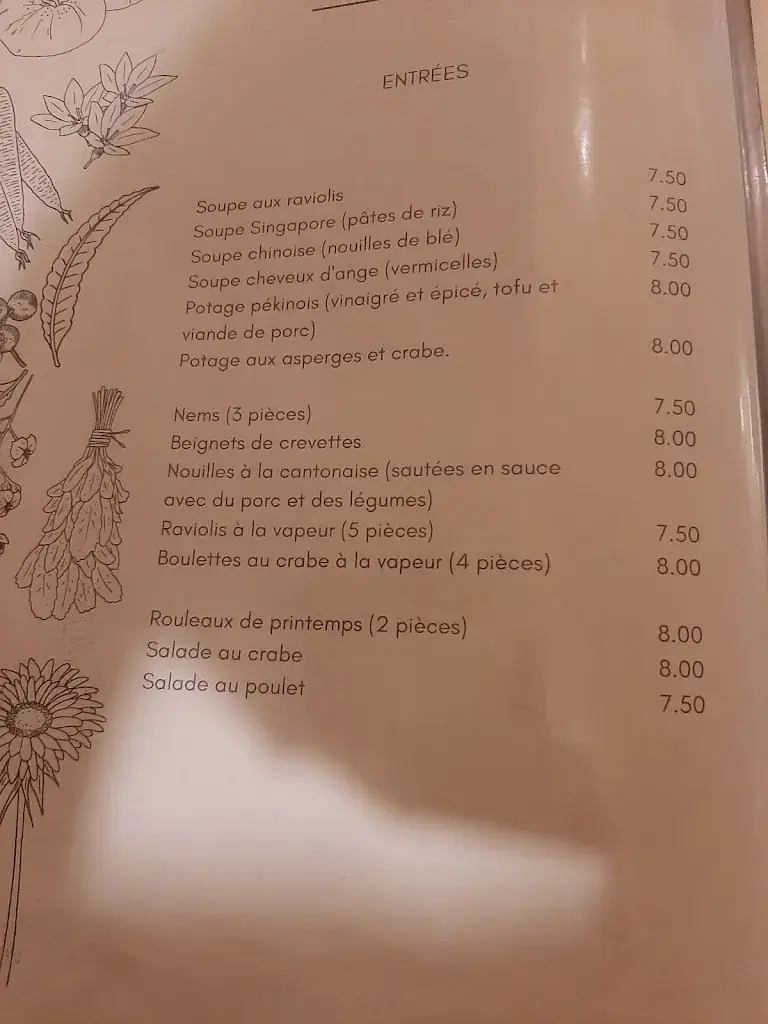 ENTRÉES
Soupe aux raviolis 7.50
Soupe Singapore (pâtes de riz) 7.50
Soupe chinoise (nouilles de blé) 7.50
Soupe cheveux d'ange (vermicelles) 7.50
Potage pékinois (vinaigré et épicé, tofu et 8.00
viande de porc)
Potage aux asperges et crabe. 8.00
Nems (3 pièces) 7.50
Beignets de crevettes 8.00
Nouilles à la cantonaise (sautées en sauce 8.00
avec du porc et des légumes)
Raviolis à la vapeur (5 pièces) 7.50
Boulettes au crabe à la vapeur (4 pièces) 8.00
Rouleaux de printemps (2 pièces) 8.00
Salade au crabe 8.00
Salade au poulet 7.50